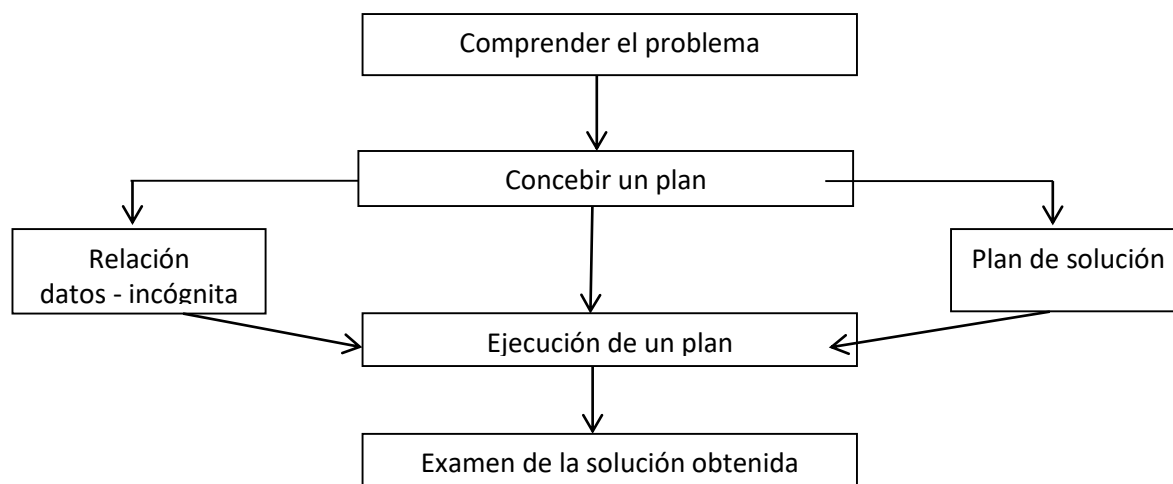 Comprender el problema
Concebir un plan
Relación
datos - incógnita
Plan de solución
Ejecución de un plan
Examen de la solución obtenida